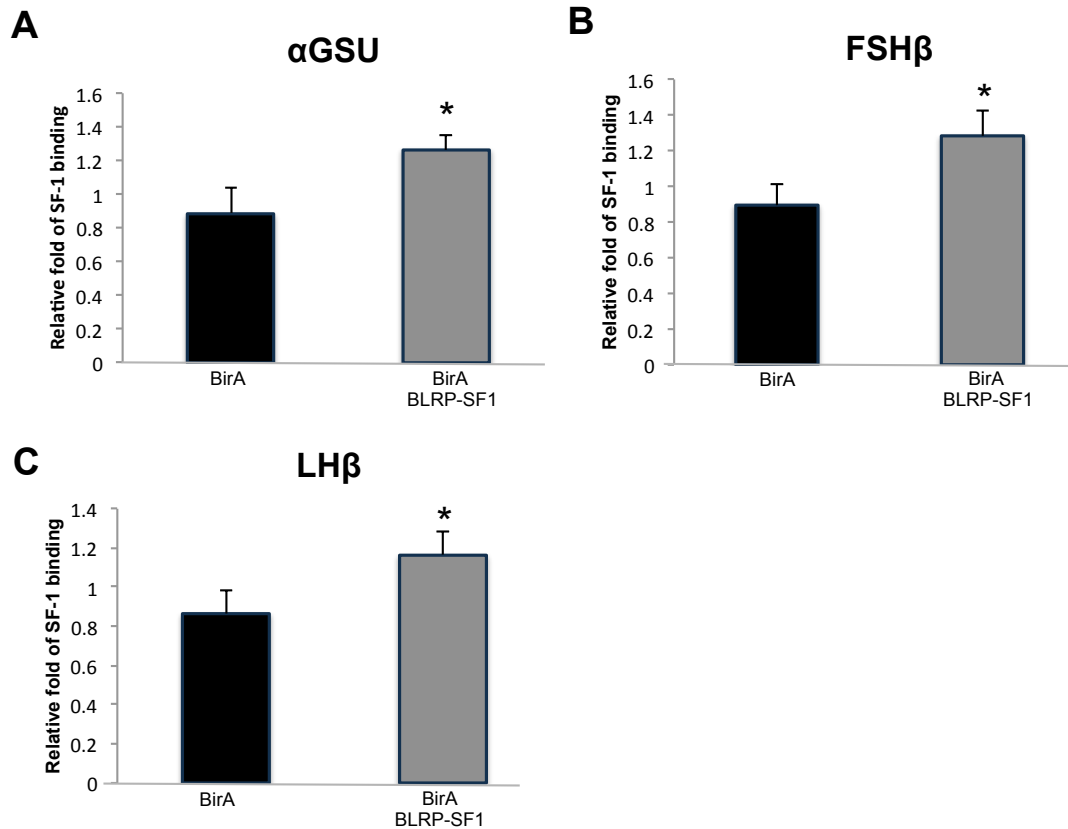 A
αGSU
Relative fold of SF-1 binding
1.6
1.4
1.2
1
0.8
0.6
0.4
0.2
0
*
BirA
BirA
BLRP-SF1
B
FSHβ
Relative fold of SF-1 binding
1.6
1.4
1.2
1
0.8
0.6
0.4
0.2
0
*
BirA
BirA
BLRP-SF1
C
LHβ
Relative fold of SF-1 binding
1.4
1.2
1
0.8
0.6
0.4
0.2
0
*
BirA
BirA
BLRP-SF1